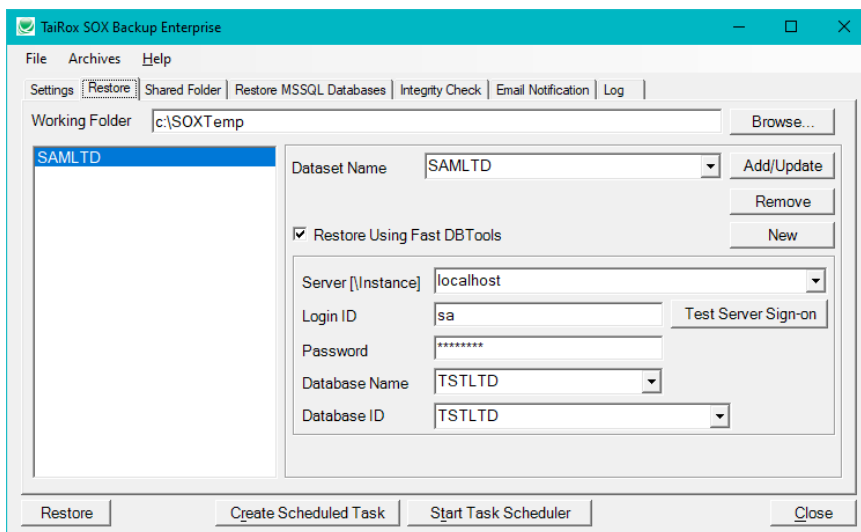 TaiRox SOX Backup Enterprise
File Archives Help
Settings Restore Shared Folder Restore MSSQL Databases Integrity Check Email Notification Log
Working Folder c:\SOXTemp Browse...
SAMLTD
Dataset Name SAMLTD Add/Update
Remove
Restore Using Fast DBTools New
Server [\Instance] localhost
Login ID sa Test Server Sign-on
Password ********
Database Name TSTLTD
Database ID TSTLTD
Restore Create Scheduled Task Start Task Scheduler Close